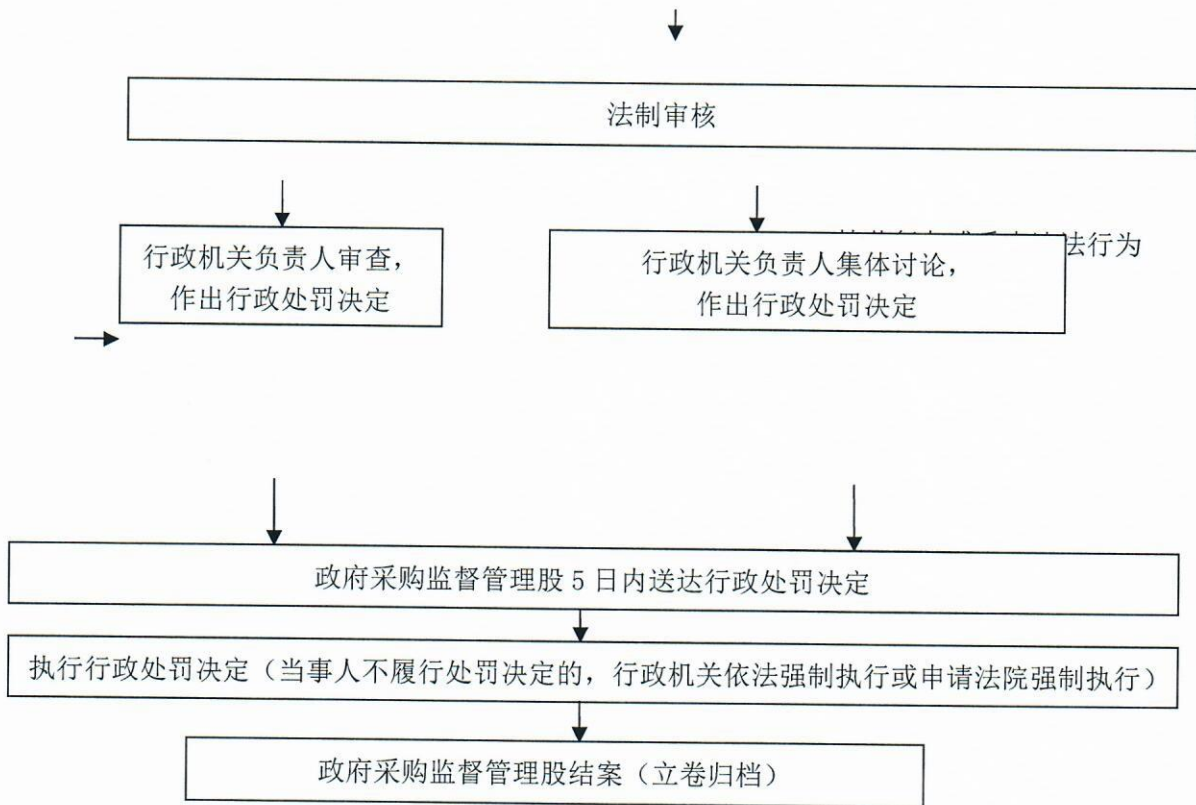 法制审核
法行为
行政机关负责人审查，
作出行政处罚决定
行政机关负责人集体讨论，
作出行政处罚决定
政府采购监督管理股 5 日内送达行政处罚决定
执行行政处罚决定（当事人不履行处罚决定的，行政机关依法强制执行或申请法院强制执行）
政府采购监督管理股结案（立卷归档）